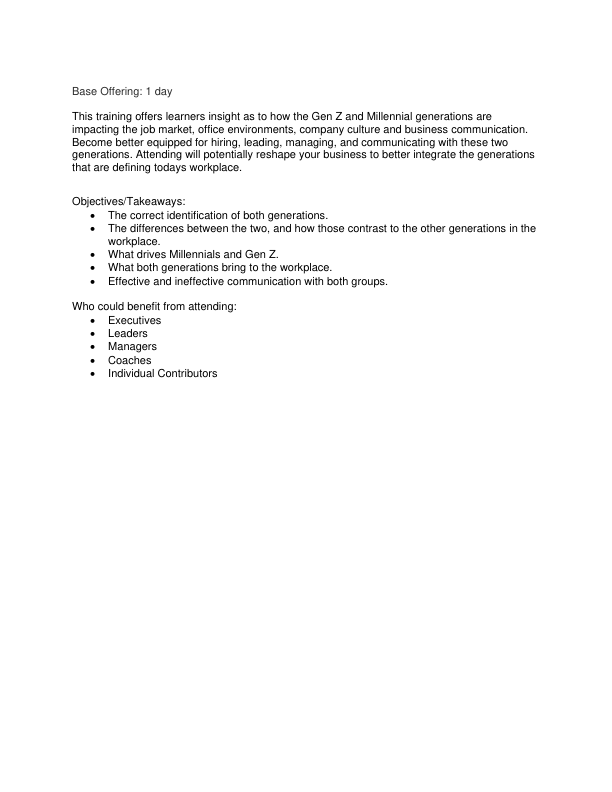 Base Offering: 1 day
This training offers learners insight as to how the Gen Z and Millennial generations are
impacting the job market, office environments, company culture and business communication.
Become better equipped for hiring, leading, managing, and communicating with these two
generations. Attending will potentially reshape your business to better integrate the generations
that are defining todays workplace.
Objectives/Takeaways:
• The correct identification of both generations.
• The differences between the two, and how those contrast to the other generations in the
workplace.
• What drives Millennials and Gen Z.
• What both generations bring to the workplace.
• Effective and ineffective communication with both groups.
Who could benefit from attending:
• Executives
• Leaders
• Managers
• Coaches
• Individual Contributors